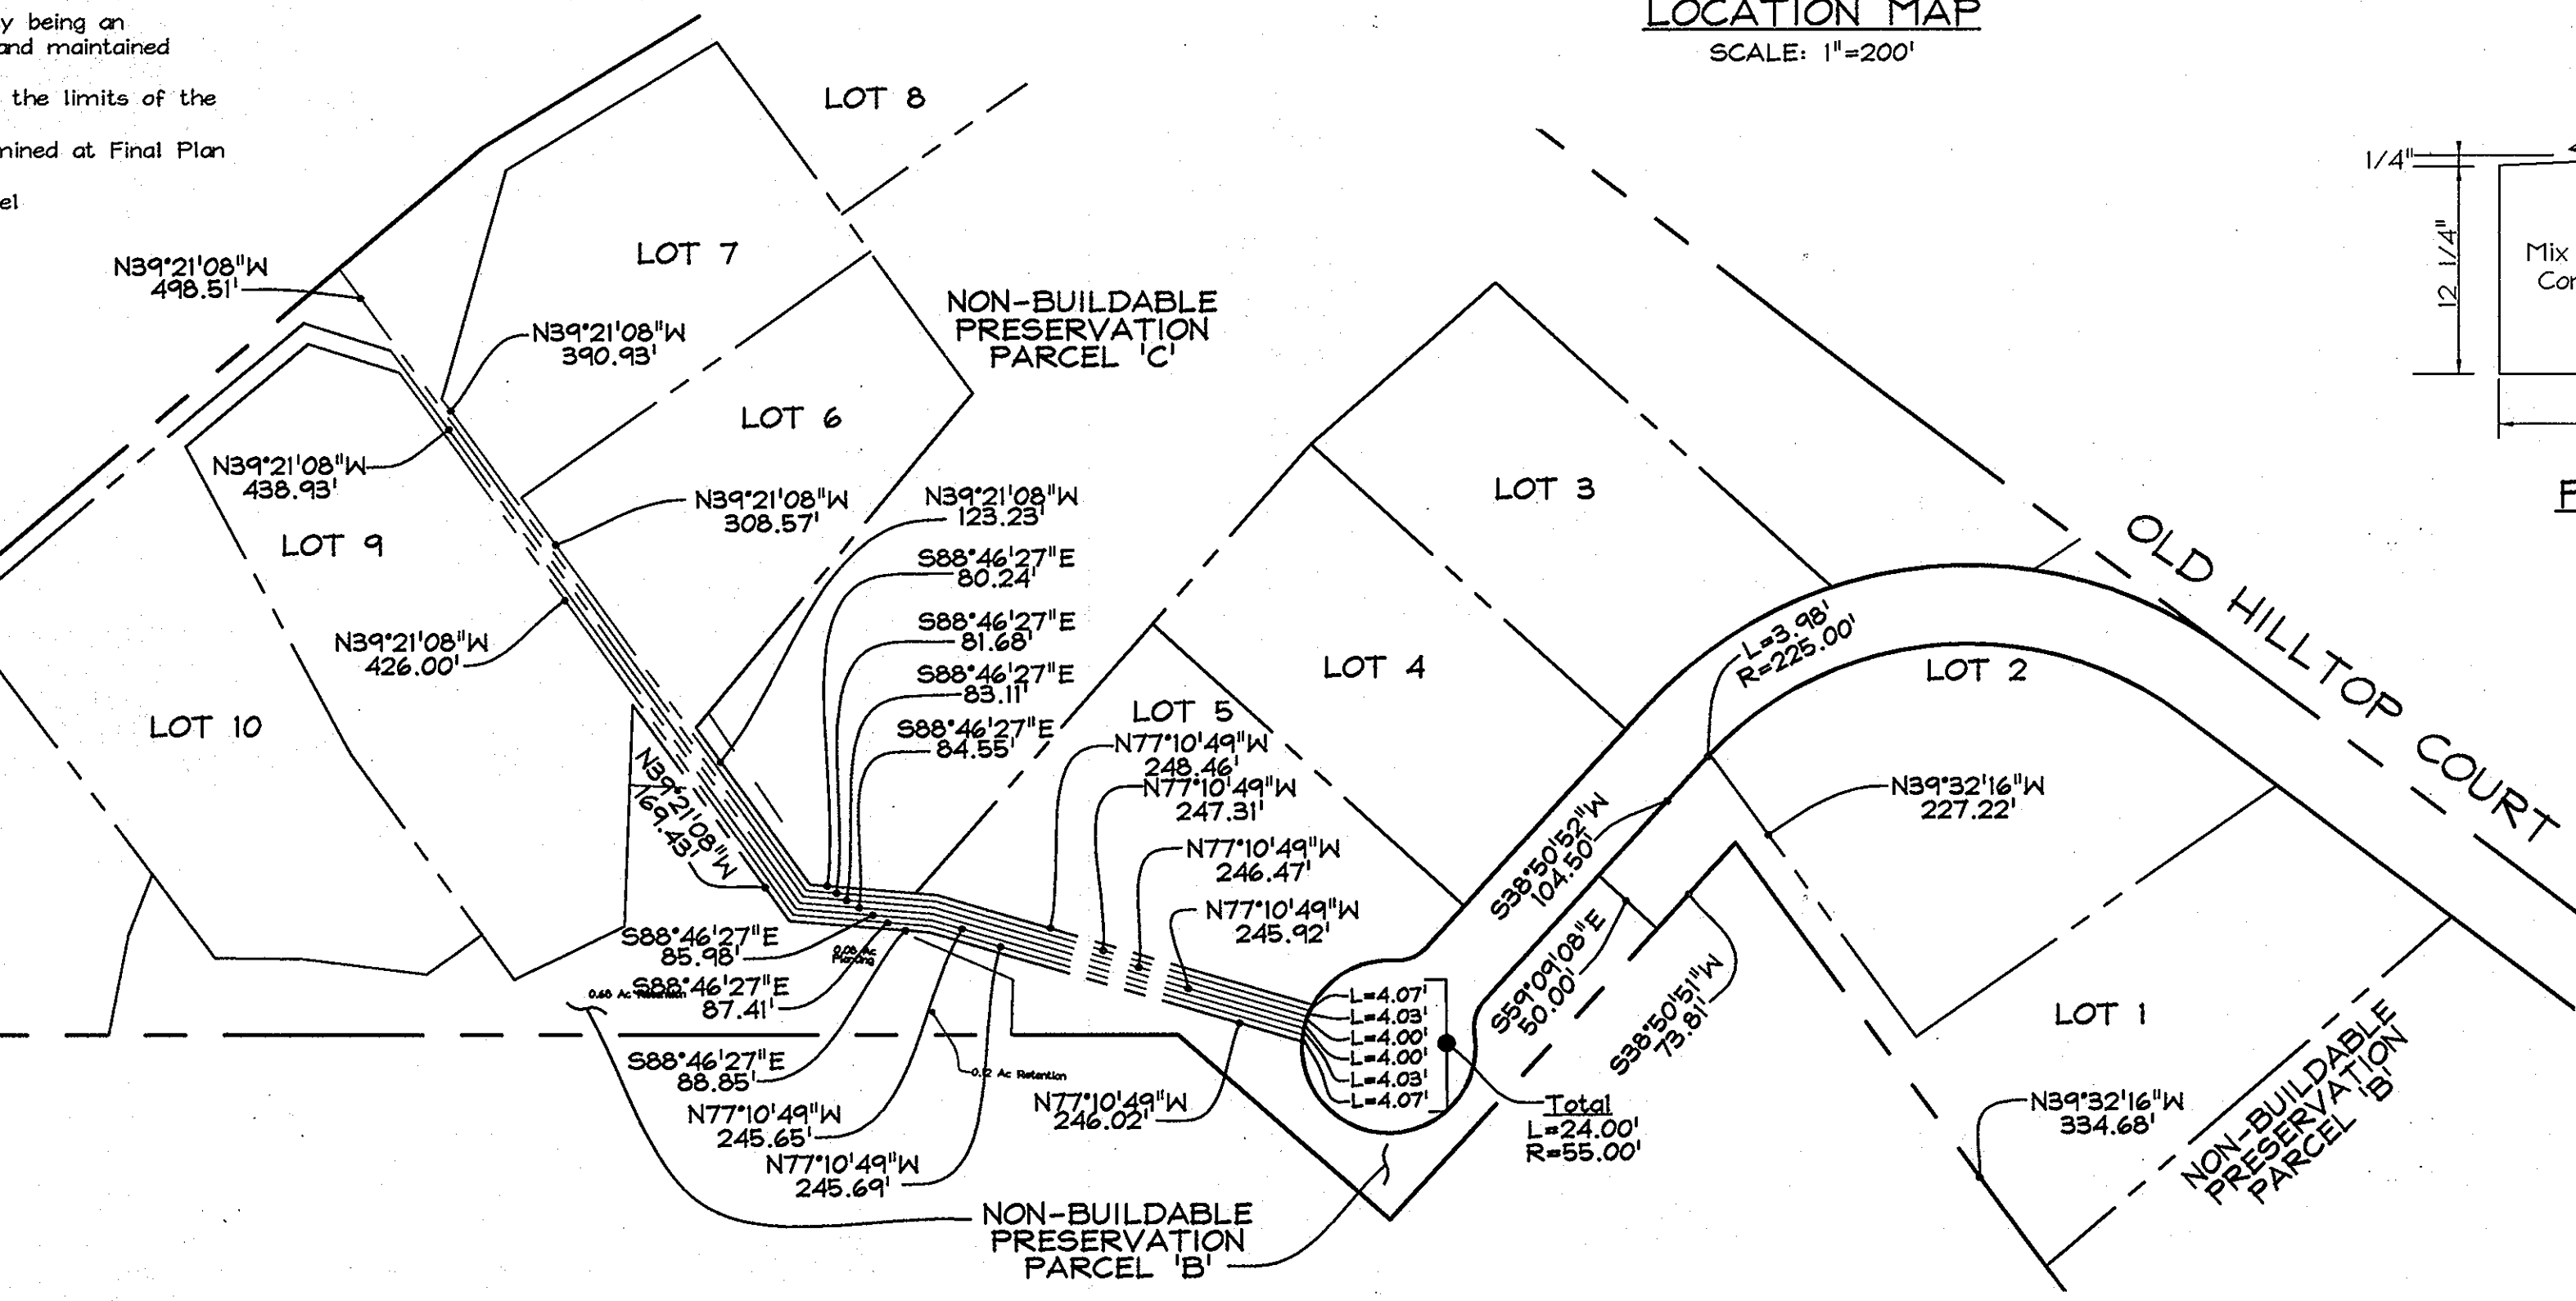 y being an
and maintained
the limits of the
mined at Final Plan
el
LOCATION MAP
SCALE: 1"=200'
LOT 8
LOT 7
N39°21'08"W
498.51'
N39°21'08"W
390.93'
NON-BUILDABLE
PRESERVATION
PARCEL 'C'
LOT 6
N39°21'08"W
438.93'
N39°21'08"W
308.57'
N39°21'08"W
123.23'
LOT 9
S88°46'27"E
80.24'
S88°46'27"E
81.68'
N39°21'08"W
426.00'
S88°46'27"E
83.11'
S88°46'27"E
84.55'
LOT 10
N39°21'08"W
169.43'
LOT 3
LOT 4
LOT 5
N77°10'49"W
248.46'
N77°10'49"W
247.31'
N77°10'49"W
246.47'
N77°10'49"W
245.92'
L=3.98'
R=225.00'
LOT 2
OLD HILLTOP COURT
N39°32'16"W
227.22'
S38°50'52"W
104.50'
S59°09'08"E
50.00'
S38°50'51"W
73.81'
S88°46'27"E
85.98'
0.08 Ac
Planting
0.68 Ac Retention
S88°46'27"E
87.41'
S88°46'27"E
88.85'
0.12 Ac Retention
N77°10'49"W
245.65'
N77°10'49"W
245.69'
N77°10'49"W
246.02'
L=4.07'
L=4.03'
L=4.00'
L=4.00'
L=4.03'
L=4.07'
Total
L=24.00'
R=55.00'
LOT 1
NON-BUILDABLE
PRESERVATION
PARCEL 'B'
N39°32'16"W
334.68'
NON-BUILDABLE
PRESERVATION
PARCEL 'B'
1/4"
12 1/4"
Mix
Con
F